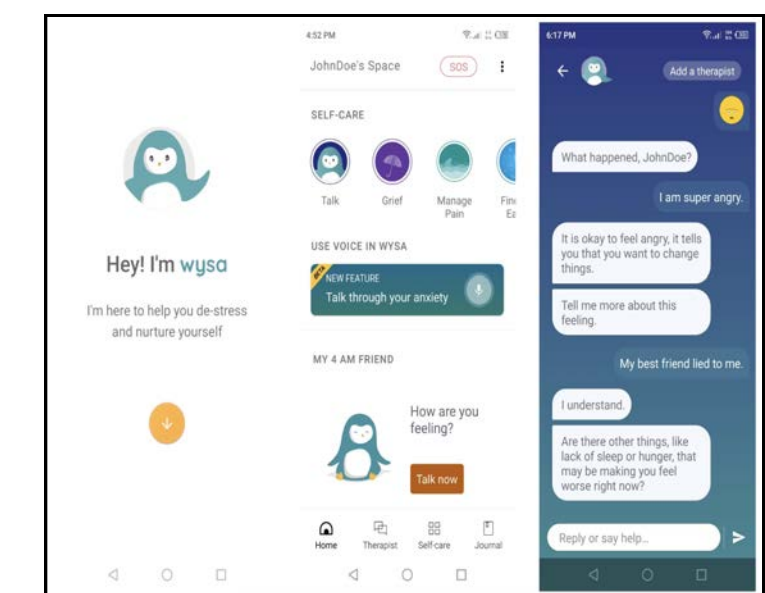 Hey! I'm wysa
I'm here to help you de-stress
and nurture yourself
4:52 PM
JohnDoe's Space
SOS
SELF-CARE
Talk
Grief
Manage
Pain
USE VOICE IN WYSA
BETA
NEW FEATURE
Talk through your anxiety
MY 4 AM FRIEND
How are you
feeling?
Talk now
Home
Therapist
Self-care
Journal
6:17 PM
Add a therapist
What happened, JohnDoe?
I am super angry.
It is okay to feel angry, it tells
you that you want to change
things.
Tell me more about this
feeling.
My best friend lied to me.
I understand.
Are there other things, like
lack of sleep or hunger, that
may be making you feel
worse right now?
Reply or say help...